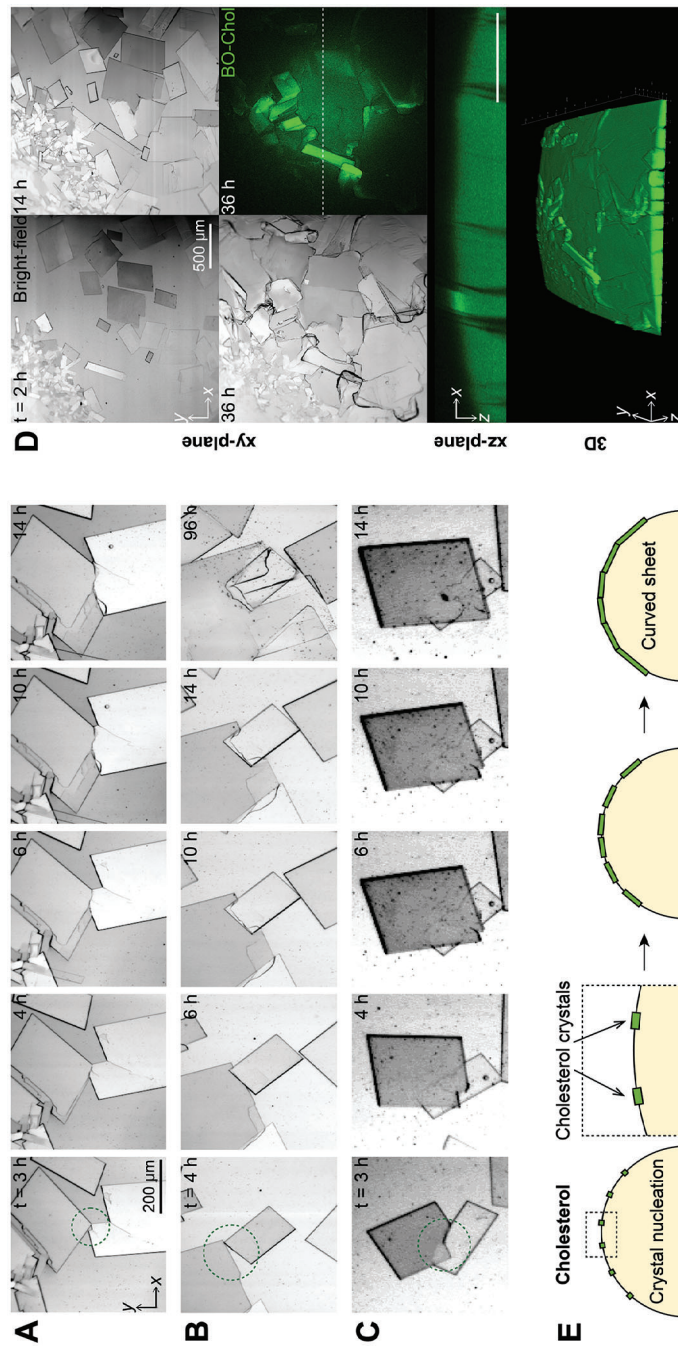 A
t = 3 h
4 h
6 h
10 h
14 h
y
x
200 µm
B
t = 4 h
6 h
10 h
14 h
96 h
C
t = 3 h
4 h
6 h
10 h
14 h
D
t = 2 h
Bright-field
14 h
500 µm
y
x
xy-plane
36 h
36 h
BO-Chol
xz-plane
x
z
3D
y
x
z
E
Cholesterol
Crystal nucleation
Cholesterol crystals
Curved sheet